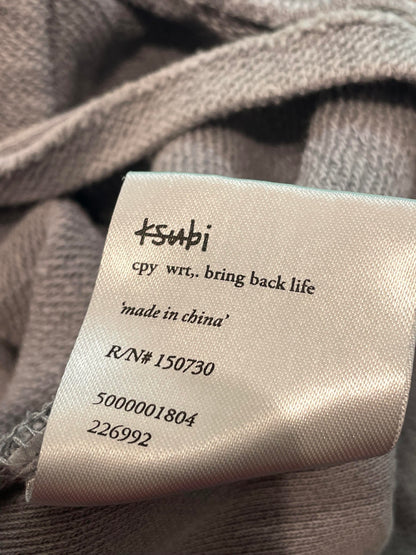 ksubi
cpy wrt,. bring back life
'made in china'
R/N# 150730
5000001804
226992